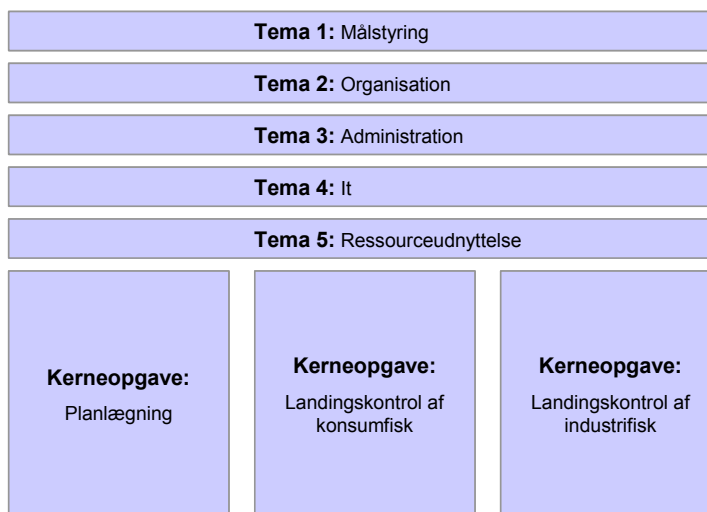 Tema 1: Målstyring
Tema 2: Organisation
Tema 3: Administration
Tema 4: It
Tema 5: Ressourceudnyttelse
Kerneopgave:
Planlægning
Kerneopgave:
Landingskontrol af
konsumfisk
Kerneopgave:
Landingskontrol af
industrifisk